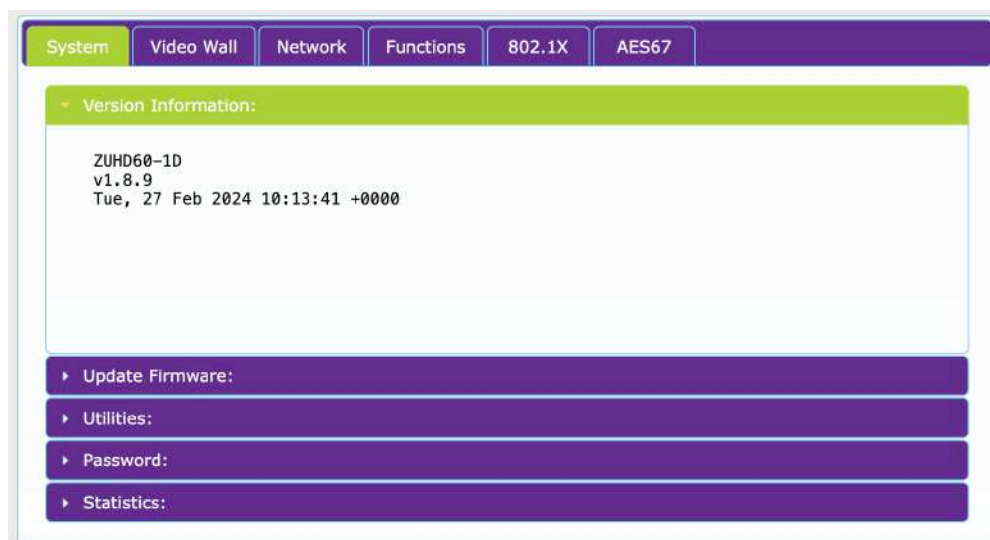 System Video Wall Network Functions 802.1X AES67
Version Information:
ZUHD60-1D
v1.8.9
Tue, 27 Feb 2024 10:13:41 +0000
Update Firmware:
Utilities:
Password:
Statistics: